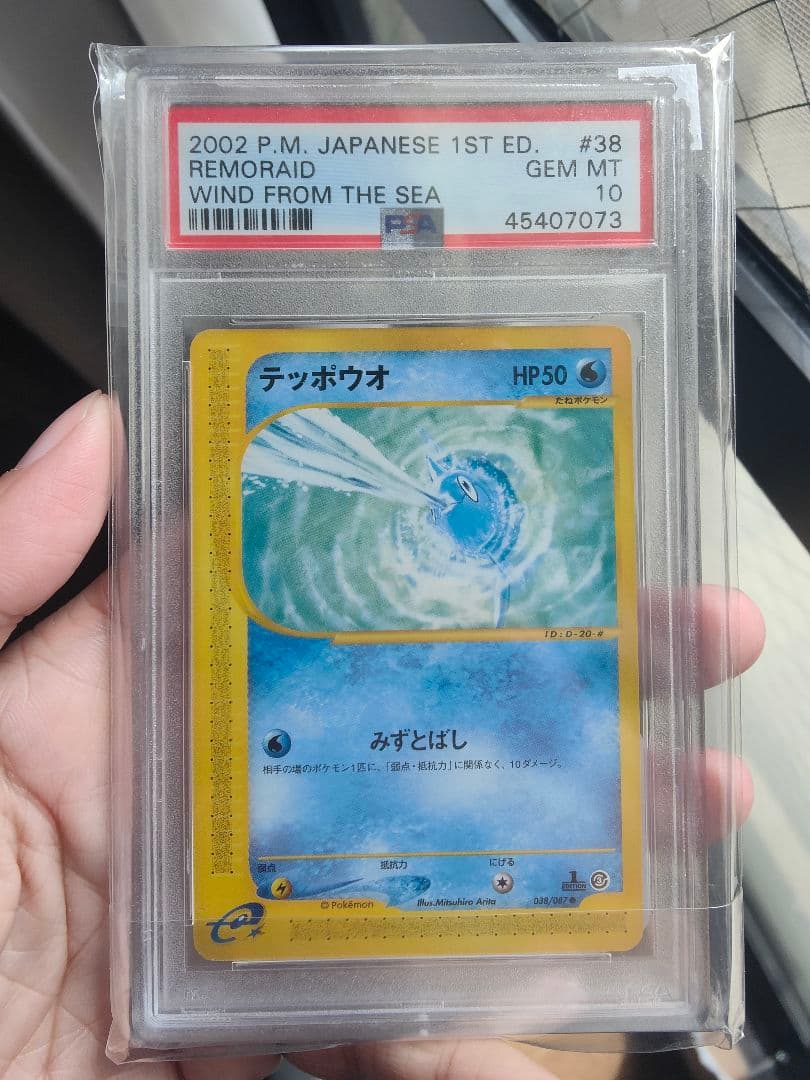 2002 P.M. JAPANESE 1ST ED. #38
REMORAID GEM MT
WIND FROM THE SEA 10
PSA 45407073
テッポウオ HP50
たねポケモン
ID:D-20-#
みずとばし
相手の場のポケモン1匹に、「弱点・抵抗力」に関係なく、10ダメージ。
弱点 抵抗力 にげる
1 EDITION 3
© Pokémon Illus.Mitsuhiro Arita 038/087 ●
e